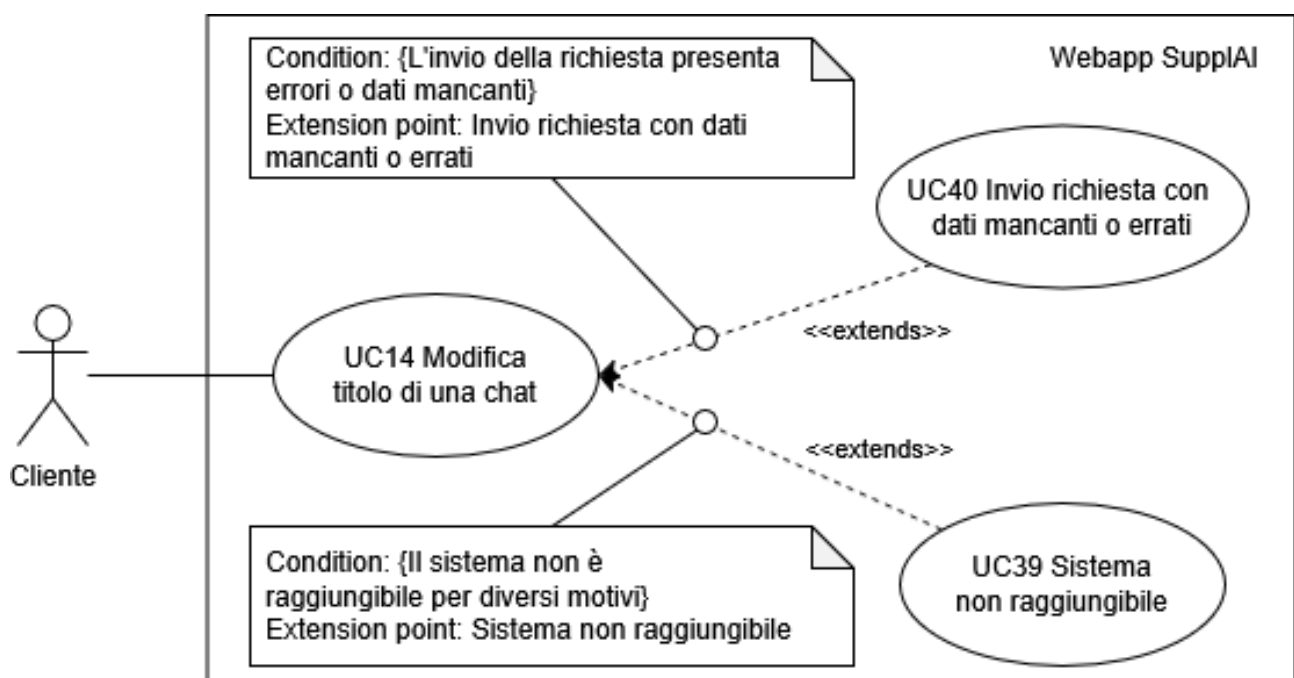 Condition: {L'invio della richiesta presenta
errori o dati mancanti}
Extension point: Invio richiesta con dati
mancanti o errati
Webapp SupplAI
UC40 Invio richiesta con
dati mancanti o errati
<<extends>>
UC14 Modifica
titolo di una chat
Cliente
<<extends>>
Condition: {Il sistema non è
raggiungibile per diversi motivi}
Extension point: Sistema non raggiungibile
UC39 Sistema
non raggiungibile